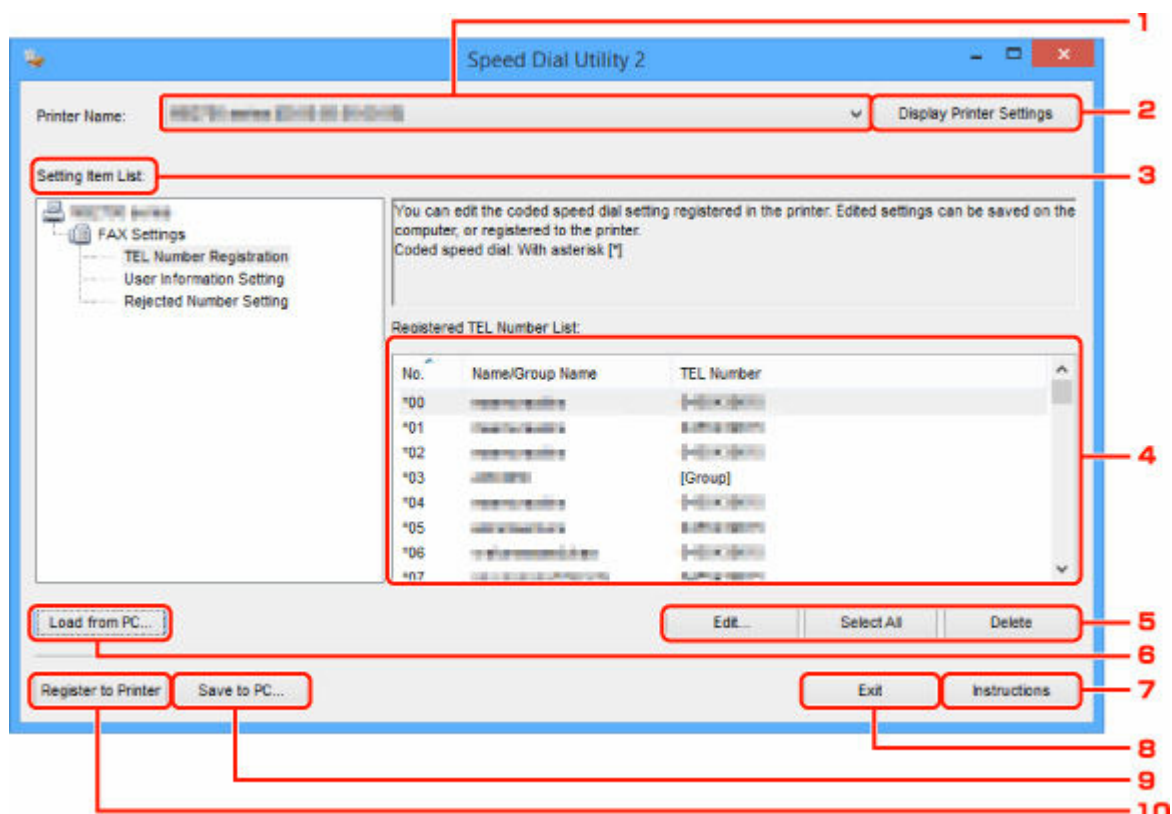 1
Speed Dial Utility 2
Printer Name:
Display Printer Settings
2
Setting Item List:
3
FAX Settings
TEL Number Registration
User Information Setting
Rejected Number Setting
You can edit the coded speed dial setting registered in the printer. Edited settings can be saved on the
computer, or registered to the printer.
Coded speed dial: With asterisk [*]
Registered TEL Number List:
No. Name/Group Name TEL Number
*00
*01
*02
*03 [Group]
*04
*05
*06
*07
4
Load from PC...
Edit... Select All Delete
5
6
Register to Printer Save to PC... Exit Instructions
7
8
9
10